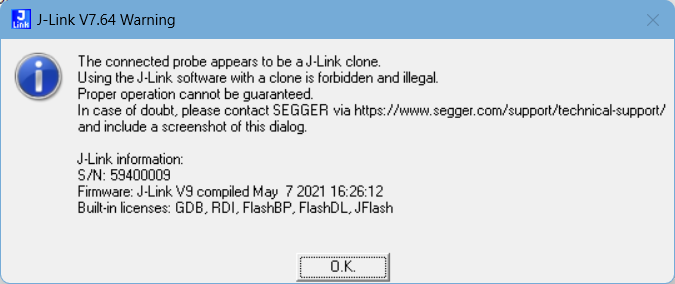 J-Link V7.64 Warning
The connected probe appears to be a J-Link clone.
Using the J-Link software with a clone is forbidden and illegal.
Proper operation cannot be guaranteed.
In case of doubt, please contact SEGGER via https://www.segger.com/support/technical-support/
and include a screenshot of this dialog.
J-Link information:
S/N: 59400009
Firmware: J-Link V9 compiled May  7 2021 16:26:12
Built-in licenses: GDB, RDI, FlashBP, FlashDL, JFlash
O.K.